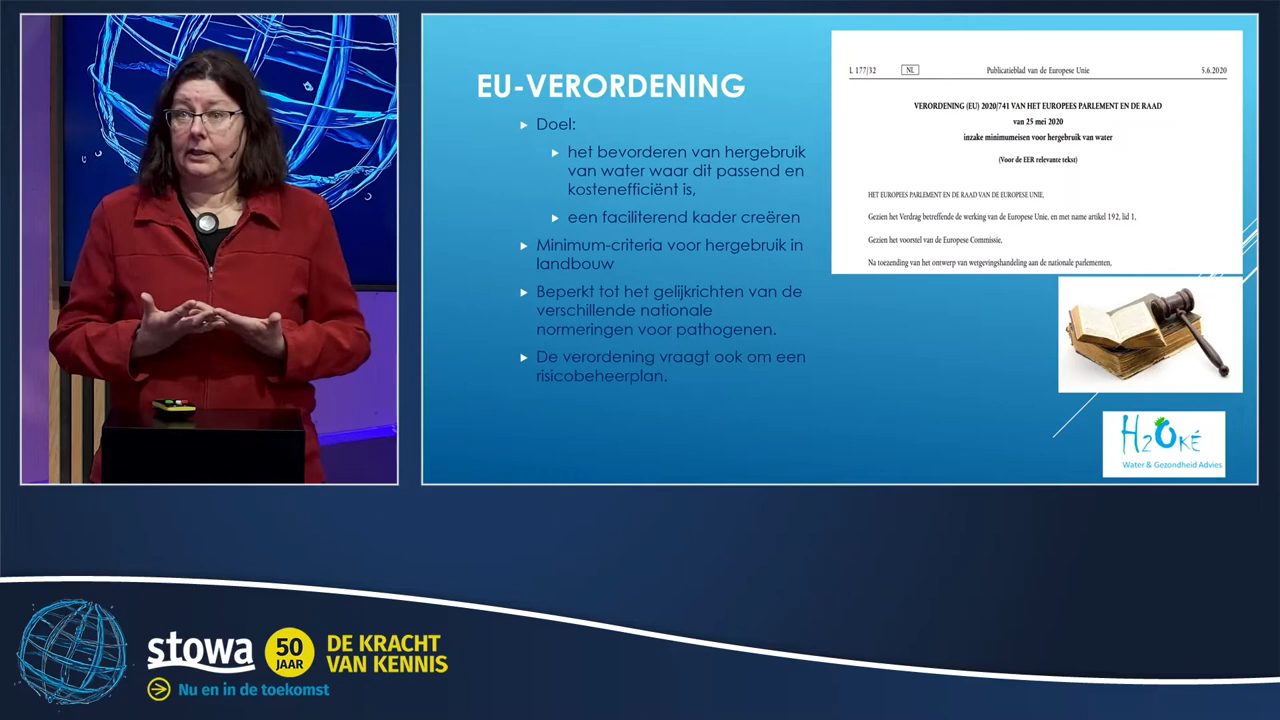 EU-VERORDENING
Doel:
het bevorderen van hergebruik
van water waar dit passend en
kostenefficiënt is,
een faciliterend kader creëren
Minimum-criteria voor hergebruik in
landbouw
Beperkt tot het gelijkrichten van de
verschillende nationale
normeringen voor pathogenen.
De verordening vraagt ook om een
risicobeheerplan.
L 177/32 NL Publicatieblad van de Europese Unie 5.6.2020
VERORDENING (EU) 2020/741 VAN HET EUROPEES PARLEMENT EN DE RAAD
van 25 mei 2020
inzake minimumeisen voor hergebruik van water
(Voor de EER relevante tekst)
HET EUROPEES PARLEMENT EN DE RAAD VAN DE EUROPESE UNIE,
Gezien het Verdrag betreffende de werking van de Europese Unie, en met name artikel 192, lid 1,
Gezien het voorstel van de Europese Commissie,
Na toezending van het ontwerp van wetgevingshandeling aan de nationale parlementen,
H2OKÉ
Water & Gezondheid Advies
stowa
50
JAAR
DE KRACHT
VAN KENNIS
Nu en in de toekomst